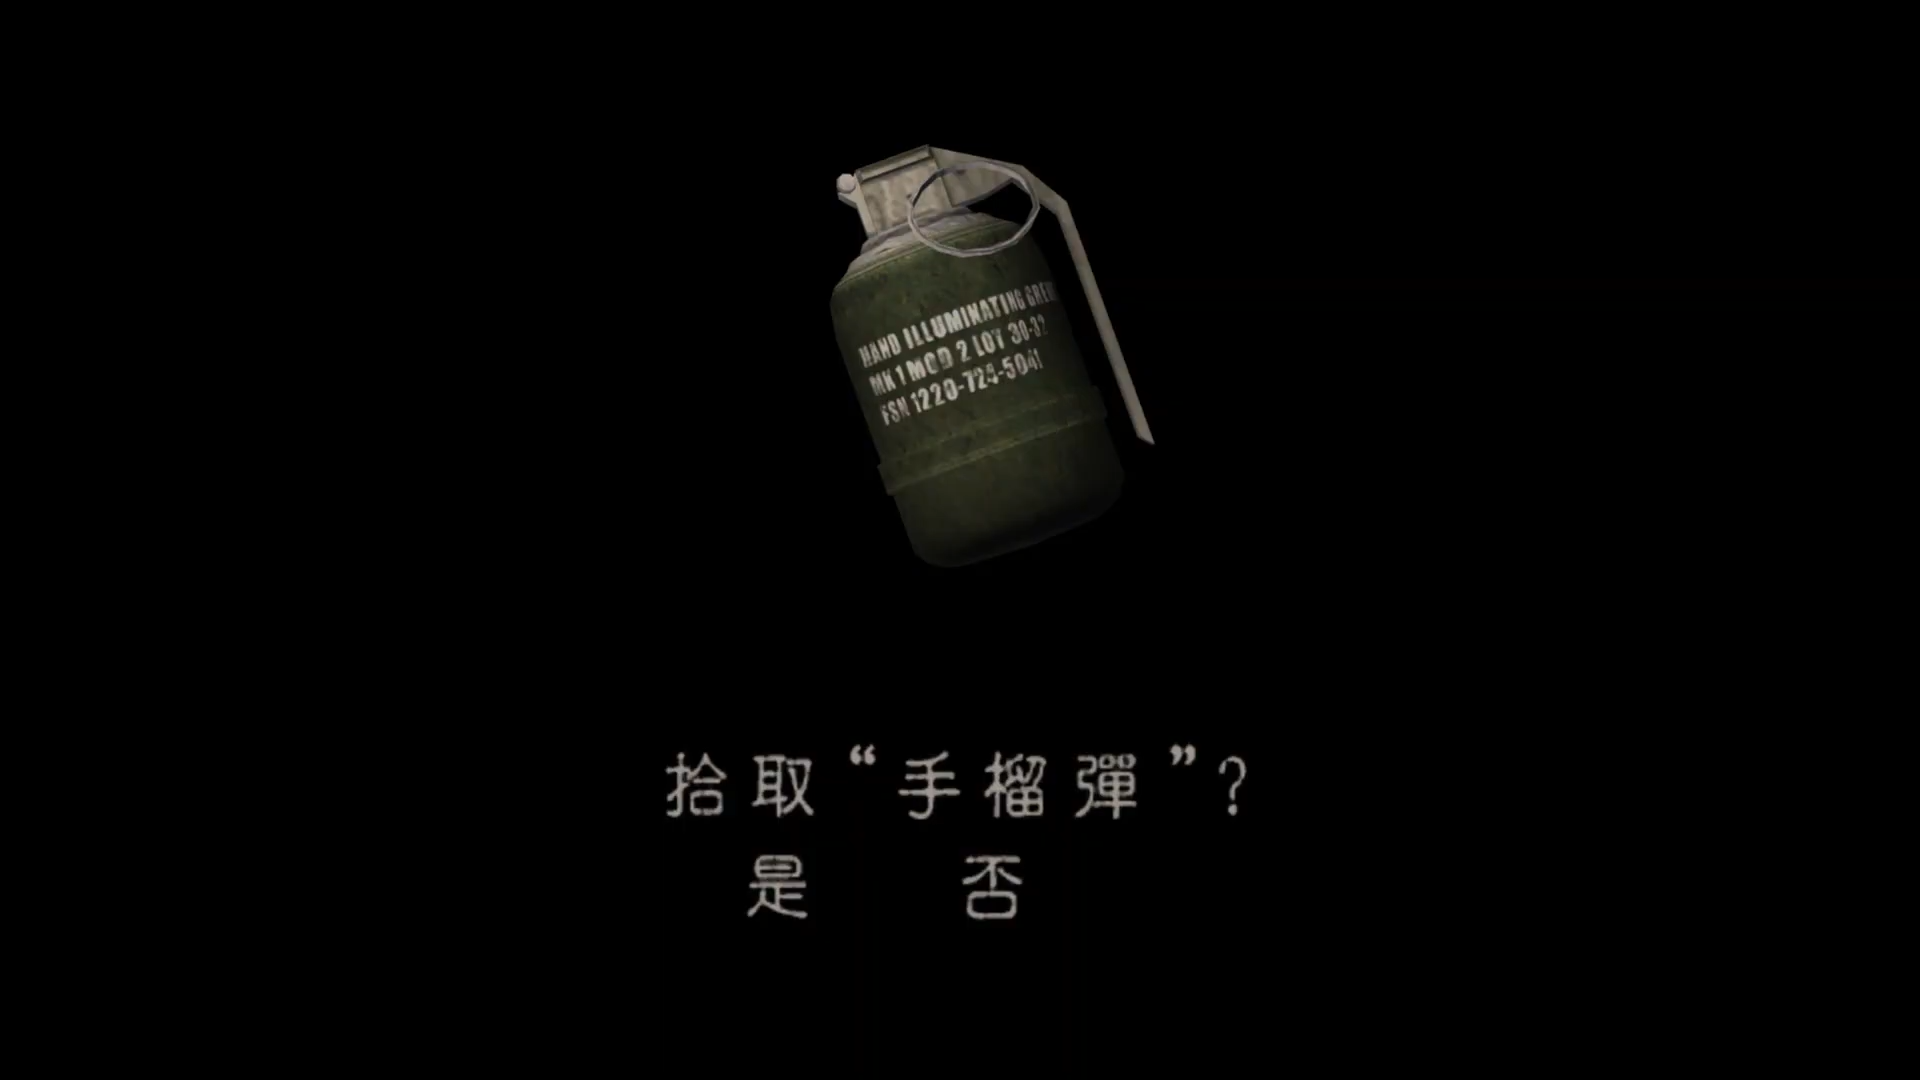 HAND ILLUMINATING GREN
MK 1 MOD 2 LOT 30-32
FSN 1220-724-5041
拾取“手榴彈”?
是 否